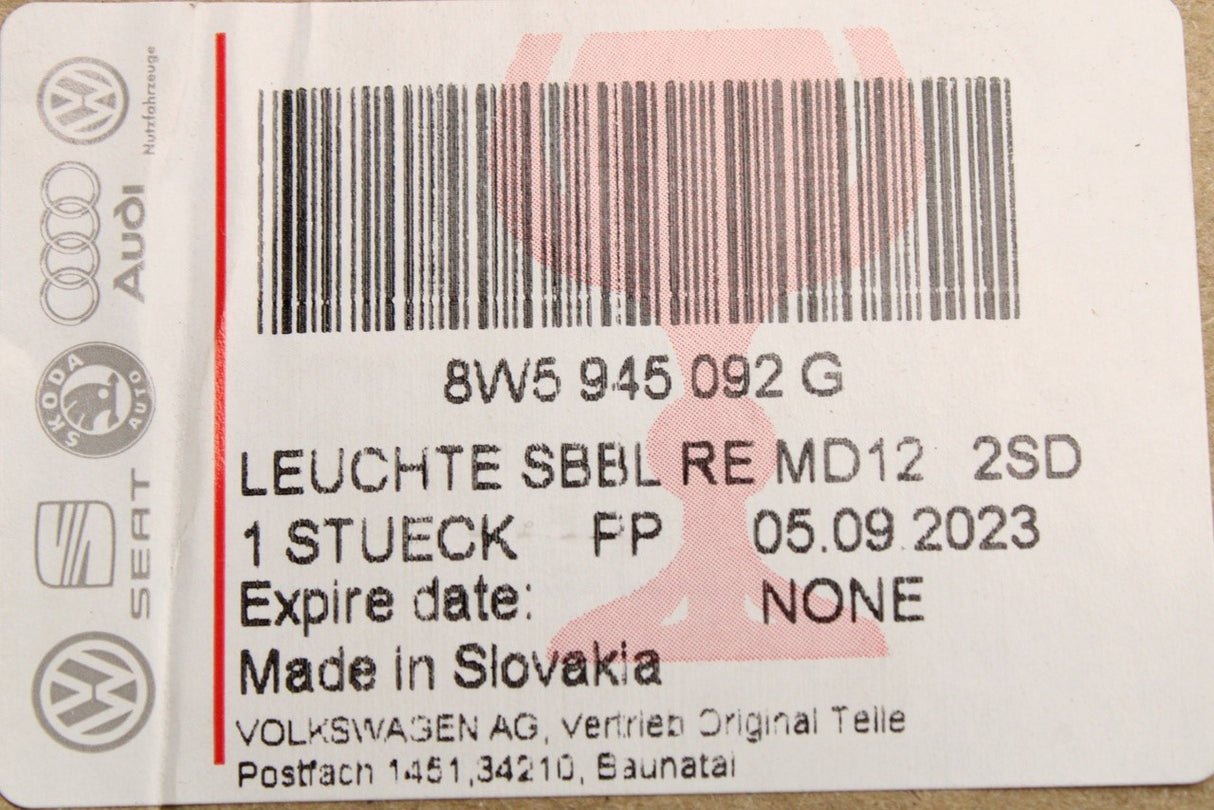 Nutzfahrzeuge
Audi
SKODA
AUTO
SEAT
8W5 945 092 G
LEUCHTE SBBL RE MD12 2SD
1 STUECK PP 05.09.2023
Expire date: NONE
Made in Slovakia
VOLKSWAGEN AG, Vertrieb Original Teile
Postfach 1451,34210, Baunatal